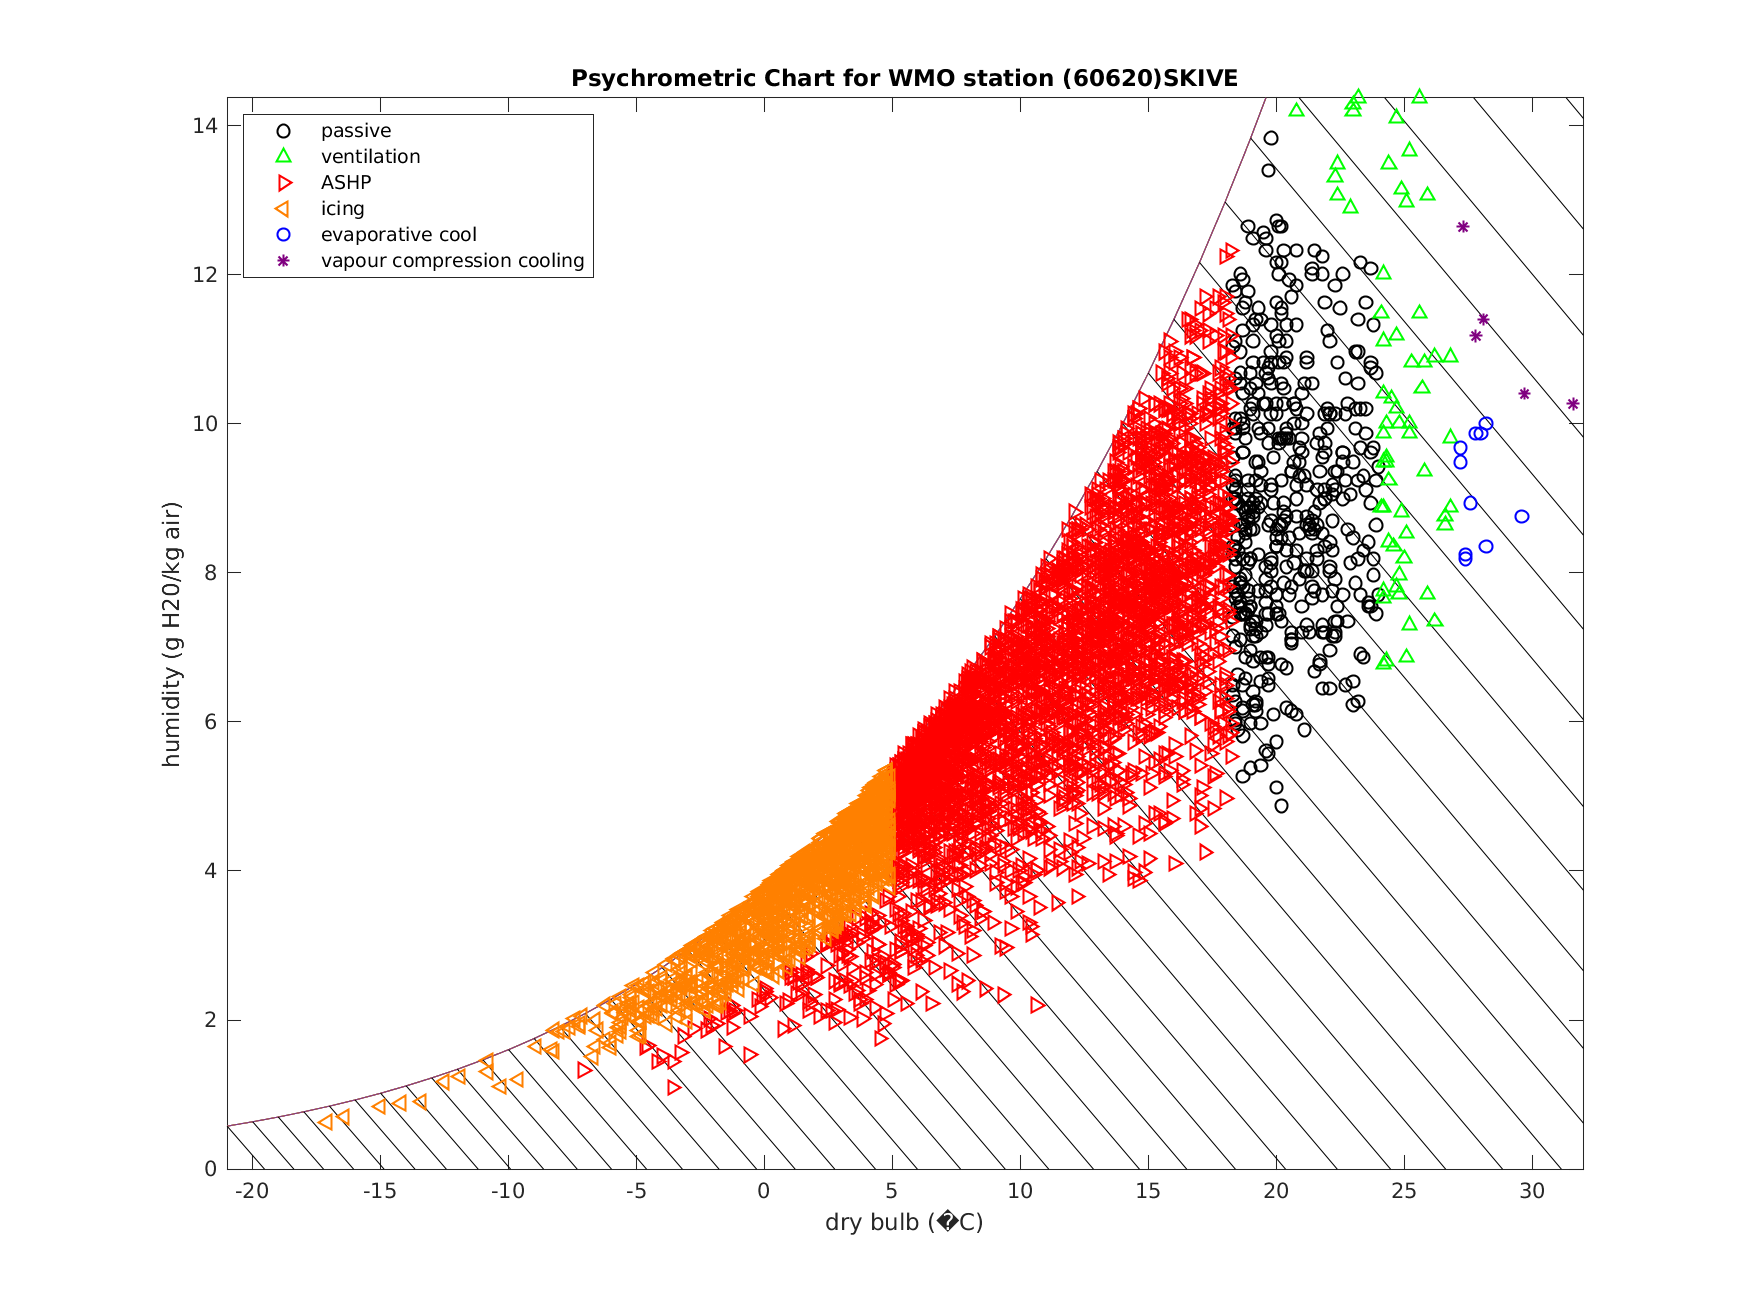 Psychrometric Chart for WMO station (60620)SKIVE
passive
ventilation
ASHP
icing
evaporative cool
vapour compression cooling
humidity (g H20/kg air)
14
12
10
8
6
4
2
0
-20 -15 -10 -5 0 5 10 15 20 25 30
dry bulb (�C)